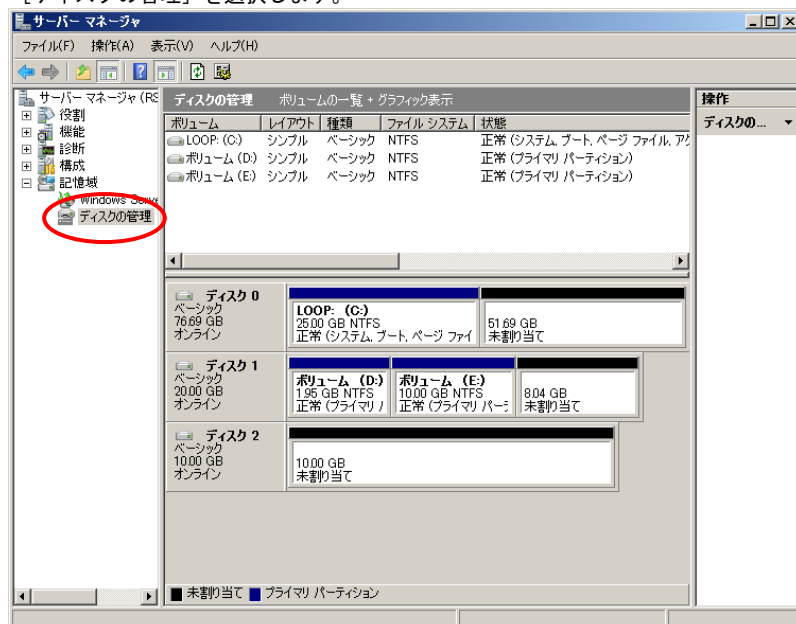 [ディスクの管理] を選択します。
サーバー マネージャ
ファイル(F) 操作(A) 表示(V) ヘルプ(H)
サーバー マネージャ (RS
役割
機能
診断
構成
記憶域
Windows Serve
ディスクの管理
ディスクの管理 ボリュームの一覧 + グラフィック表示
ボリューム レイアウト 種類 ファイル システム 状態
LOOP: (C:) シンプル ベーシック NTFS 正常 (システム, ブート, ページ ファイル, アク
ボリューム (D:) シンプル ベーシック NTFS 正常 (プライマリ パーティション)
ボリューム (E:) シンプル ベーシック NTFS 正常 (プライマリ パーティション)
ディスク 0
ベーシック
76.69 GB
オンライン
LOOP: (C:)
25.00 GB NTFS
正常 (システム, ブート, ページ ファイ
51.69 GB
未割り当て
ディスク 1
ベーシック
20.00 GB
オンライン
ボリューム (D:)
1.95 GB NTFS
正常 (プライマリ /
ボリューム (E:)
10.00 GB NTFS
正常 (プライマリ パーテ
8.04 GB
未割り当て
ディスク 2
ベーシック
10.00 GB
オンライン
10.00 GB
未割り当て
未割り当て プライマリ パーティション
操作
ディスクの...